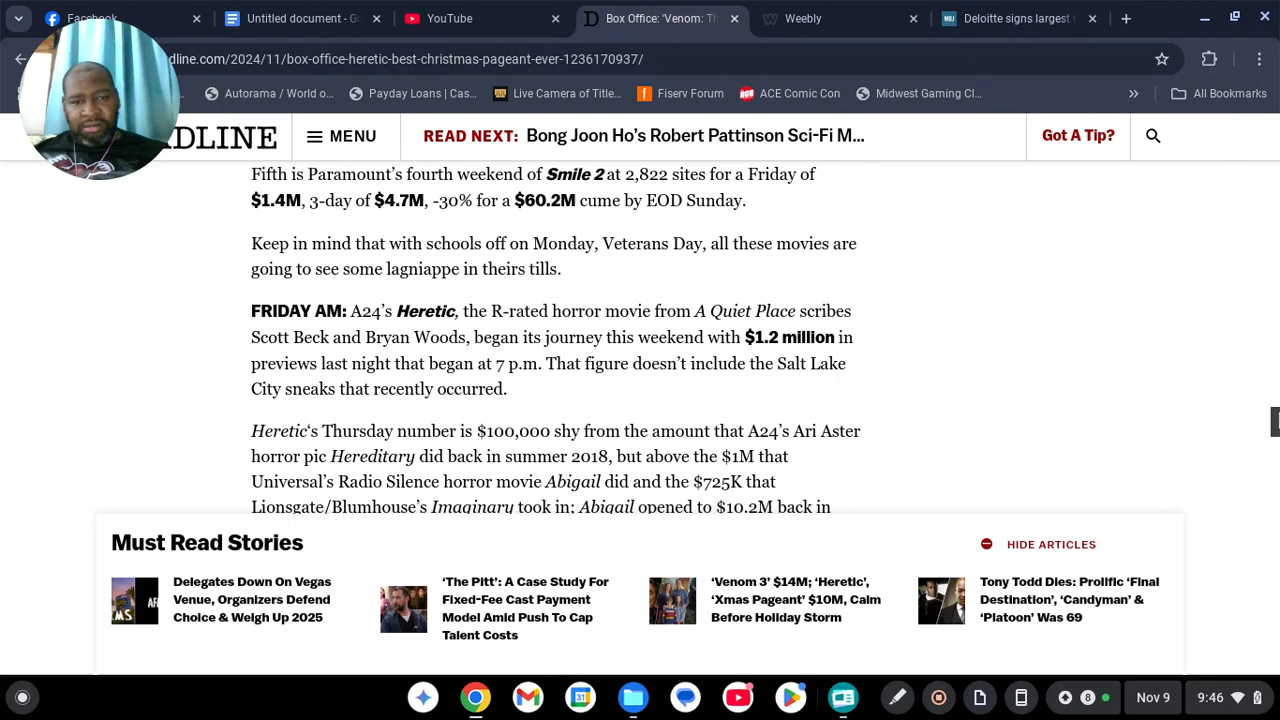 Facebook
Untitled document - Go
YouTube
Box Office: 'Venom: Th
Weebly
Deloitte signs largest
dline.com/2024/11/box-office-heretic-best-christmas-pageant-ever-1236170937/
Autorama / World o...
Payday Loans | Cas...
Live Camera of Title...
Fiserv Forum
ACE Comic Con
Midwest Gaming Cl...
All Bookmarks
DLINE
MENU
READ NEXT: Bong Joon Ho's Robert Pattinson Sci-Fi M...
Got A Tip?
Fifth is Paramount's fourth weekend of Smile 2 at 2,822 sites for a Friday of
$1.4M, 3-day of $4.7M, -30% for a $60.2M cume by EOD Sunday.
Keep in mind that with schools off on Monday, Veterans Day, all these movies are
going to see some lagniappe in theirs tills.
FRIDAY AM: A24's Heretic, the R-rated horror movie from A Quiet Place scribes
Scott Beck and Bryan Woods, began its journey this weekend with $1.2 million in
previews last night that began at 7 p.m. That figure doesn't include the Salt Lake
City sneaks that recently occurred.
Heretic's Thursday number is $100,000 shy from the amount that A24's Ari Aster
horror pic Hereditary did back in summer 2018, but above the $1M that
Universal's Radio Silence horror movie Abigail did and the $725K that
Lionsgate/Blumhouse's Imaginary took in; Abigail opened to $10.2M back in
Must Read Stories
HIDE ARTICLES
Delegates Down On Vegas
Venue, Organizers Defend
Choice & Weigh Up 2025
'The Pitt': A Case Study For
Fixed-Fee Cast Payment
Model Amid Push To Cap
Talent Costs
'Venom 3' $14M; 'Heretic',
'Xmas Pageant' $10M, Calm
Before Holiday Storm
Tony Todd Dies: Prolific 'Final
Destination', 'Candyman' &
'Platoon' Was 69
8
Nov 9
9:46